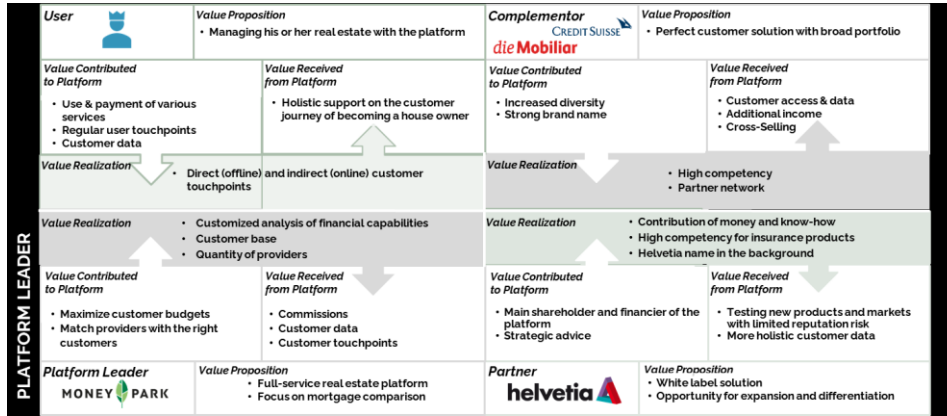 PLATFORM LEADER
User
Value Proposition
• Managing his or her real estate with the platform
Value Contributed
to Platform
• Use & payment of various
services
• Regular user touchpoints
• Customer data
Value Received
from Platform
• Holistic support on the customer
journey of becoming a house owner
Value Realization
• Direct (offline) and indirect (online) customer
touchpoints
Complementor
CREDIT SUISSE
die Mobiliar
Value Proposition
• Perfect customer solution with broad portfolio
Value Contributed
to Platform
• Increased diversity
• Strong brand name
Value Received
from Platform
• Customer access & data
• Additional income
• Cross-Selling
Value Realization
• High competency
• Partner network
Value Realization
• Customized analysis of financial capabilities
• Customer base
• Quantity of providers
Value Contributed
to Platform
• Maximize customer budgets
• Match providers with the right
customers
Value Received
from Platform
• Commissions
• Customer data
• Customer touchpoints
Platform Leader
MONEY PARK
Value Proposition
• Full-service real estate platform
• Focus on mortgage comparison
Value Realization
• Contribution of money and know-how
• High competency for insurance products
• Helvetia name in the background
Value Contributed
to Platform
• Main shareholder and financier of the
platform
• Strategic advice
Value Received
from Platform
• Testing new products and markets
with limited reputation risk
• More holistic customer data
Partner
helvetia
Value Proposition
• White label solution
• Opportunity for expansion and differentiation